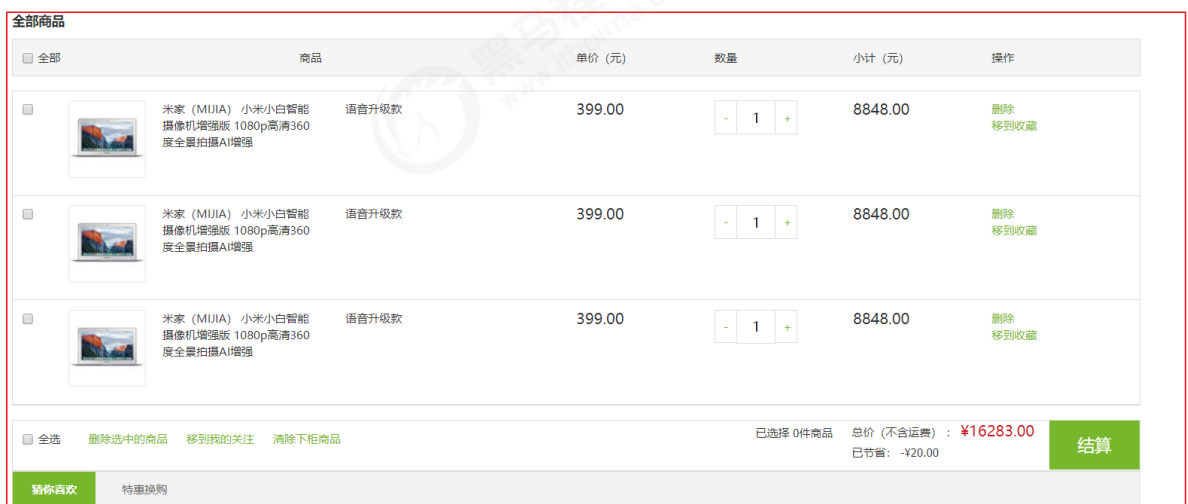 全部商品
全部 商品 单价（元） 数量 小计（元） 操作
米家（MIJIA） 小米小白智能 语音升级款 399.00 - 1 + 8848.00 删除
摄像机增强版 1080p高清360 移到收藏
度全景拍摄AI增强
米家（MIJIA） 小米小白智能 语音升级款 399.00 - 1 + 8848.00 删除
摄像机增强版 1080p高清360 移到收藏
度全景拍摄AI增强
米家（MIJIA） 小米小白智能 语音升级款 399.00 - 1 + 8848.00 删除
摄像机增强版 1080p高清360 移到收藏
度全景拍摄AI增强
全选 删除选中的商品 移到我的关注 清除下柜商品 已选择 0件商品 总价（不含运费）： ¥16283.00 结算
已节省： -¥20.00
猜你喜欢 特惠换购